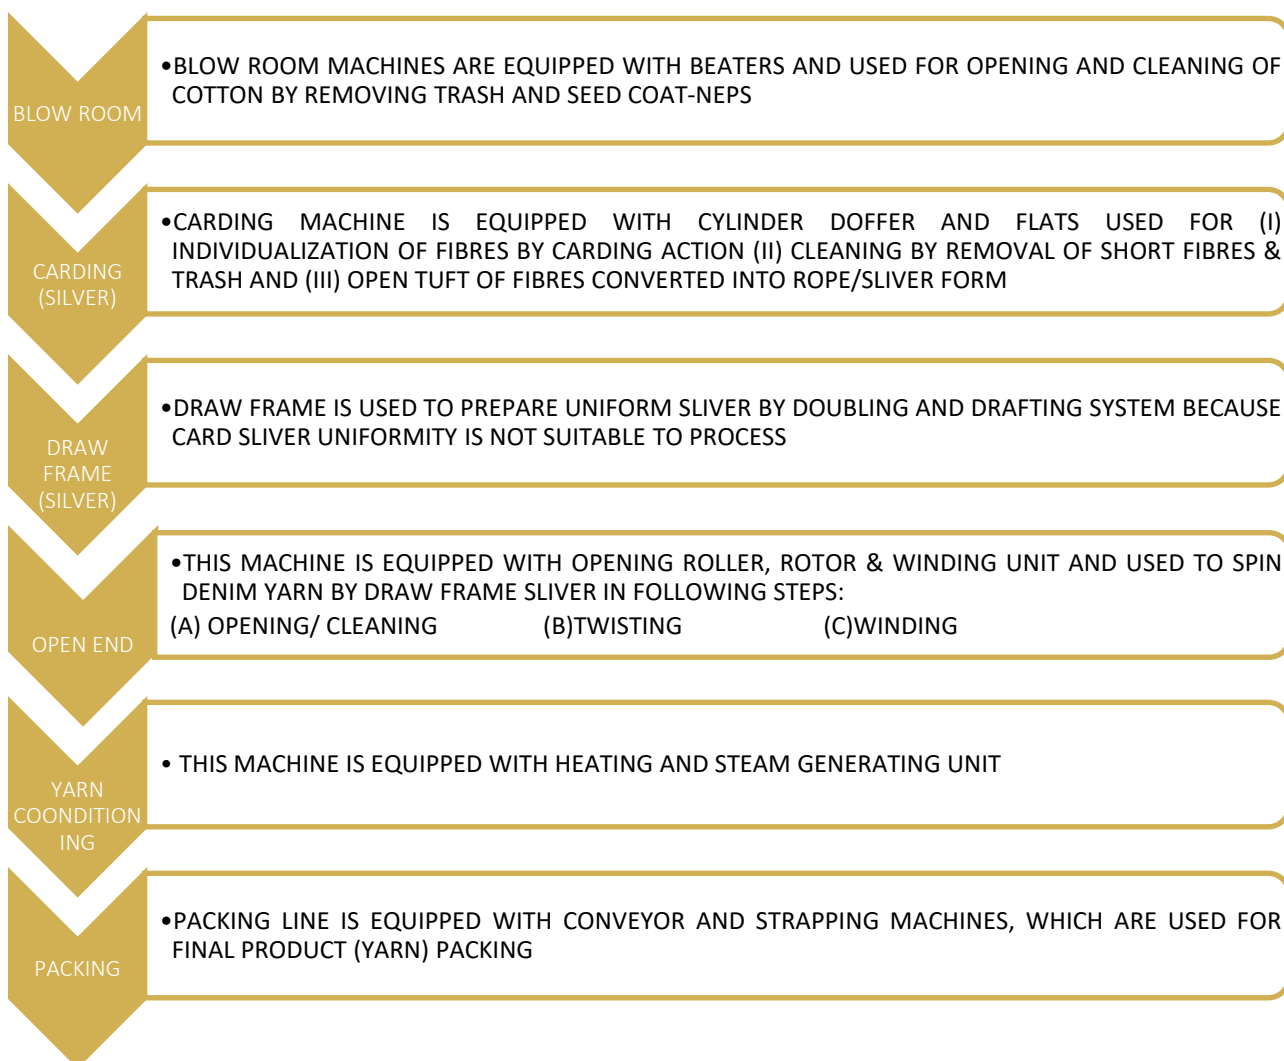 BLOW ROOM
•BLOW ROOM MACHINES ARE EQUIPPED WITH BEATERS AND USED FOR OPENING AND CLEANING OF
COTTON BY REMOVING TRASH AND SEED COAT-NEPS
CARDING
(SILVER)
•CARDING MACHINE IS EQUIPPED WITH CYLINDER DOFFER AND FLATS USED FOR (I)
INDIVIDUALIZATION OF FIBRES BY CARDING ACTION (II) CLEANING BY REMOVAL OF SHORT FIBRES &
TRASH AND (III) OPEN TUFT OF FIBRES CONVERTED INTO ROPE/SLIVER FORM
DRAW
FRAME
(SILVER)
•DRAW FRAME IS USED TO PREPARE UNIFORM SLIVER BY DOUBLING AND DRAFTING SYSTEM BECAUSE
CARD SLIVER UNIFORMITY IS NOT SUITABLE TO PROCESS
OPEN END
•THIS MACHINE IS EQUIPPED WITH OPENING ROLLER, ROTOR & WINDING UNIT AND USED TO SPIN
DENIM YARN BY DRAW FRAME SLIVER IN FOLLOWING STEPS:
(A) OPENING/ CLEANING (B)TWISTING (C)WINDING
YARN
COONDITION
ING
• THIS MACHINE IS EQUIPPED WITH HEATING AND STEAM GENERATING UNIT
PACKING
•PACKING LINE IS EQUIPPED WITH CONVEYOR AND STRAPPING MACHINES, WHICH ARE USED FOR
FINAL PRODUCT (YARN) PACKING